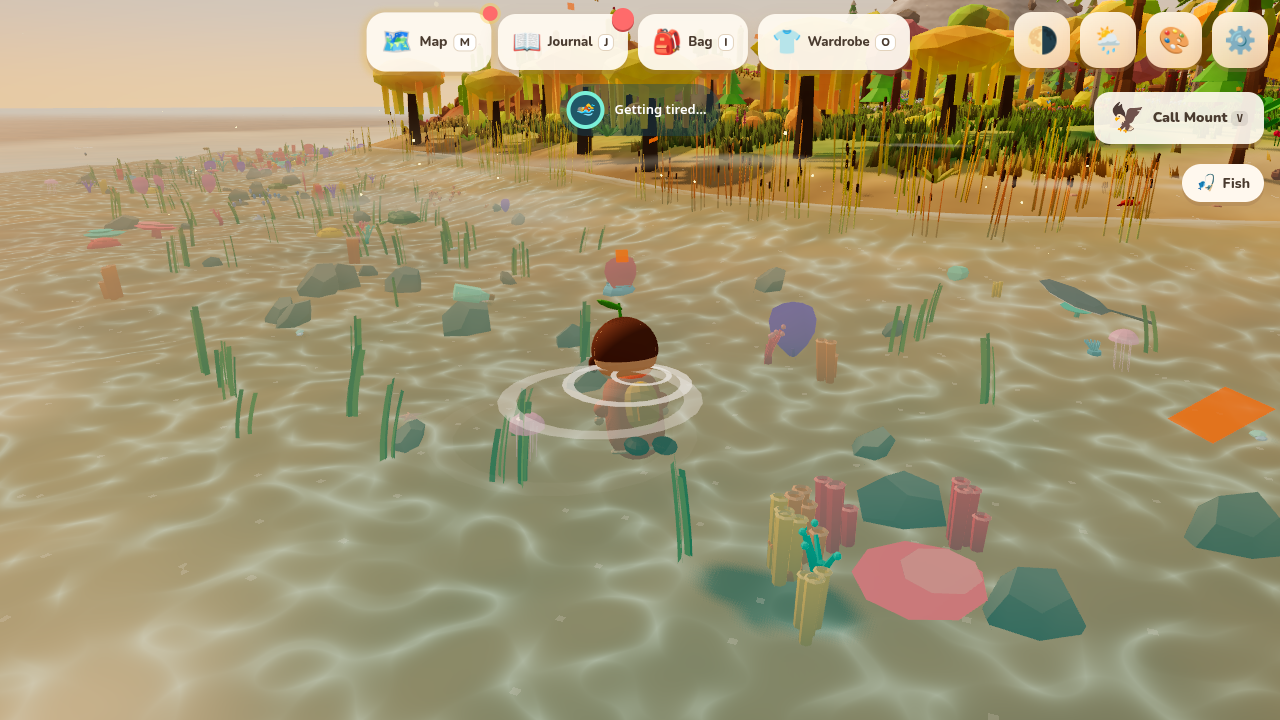 Map M
Journal J
Bag I
Wardrobe O
Getting tired...
Call Mount V
Fish